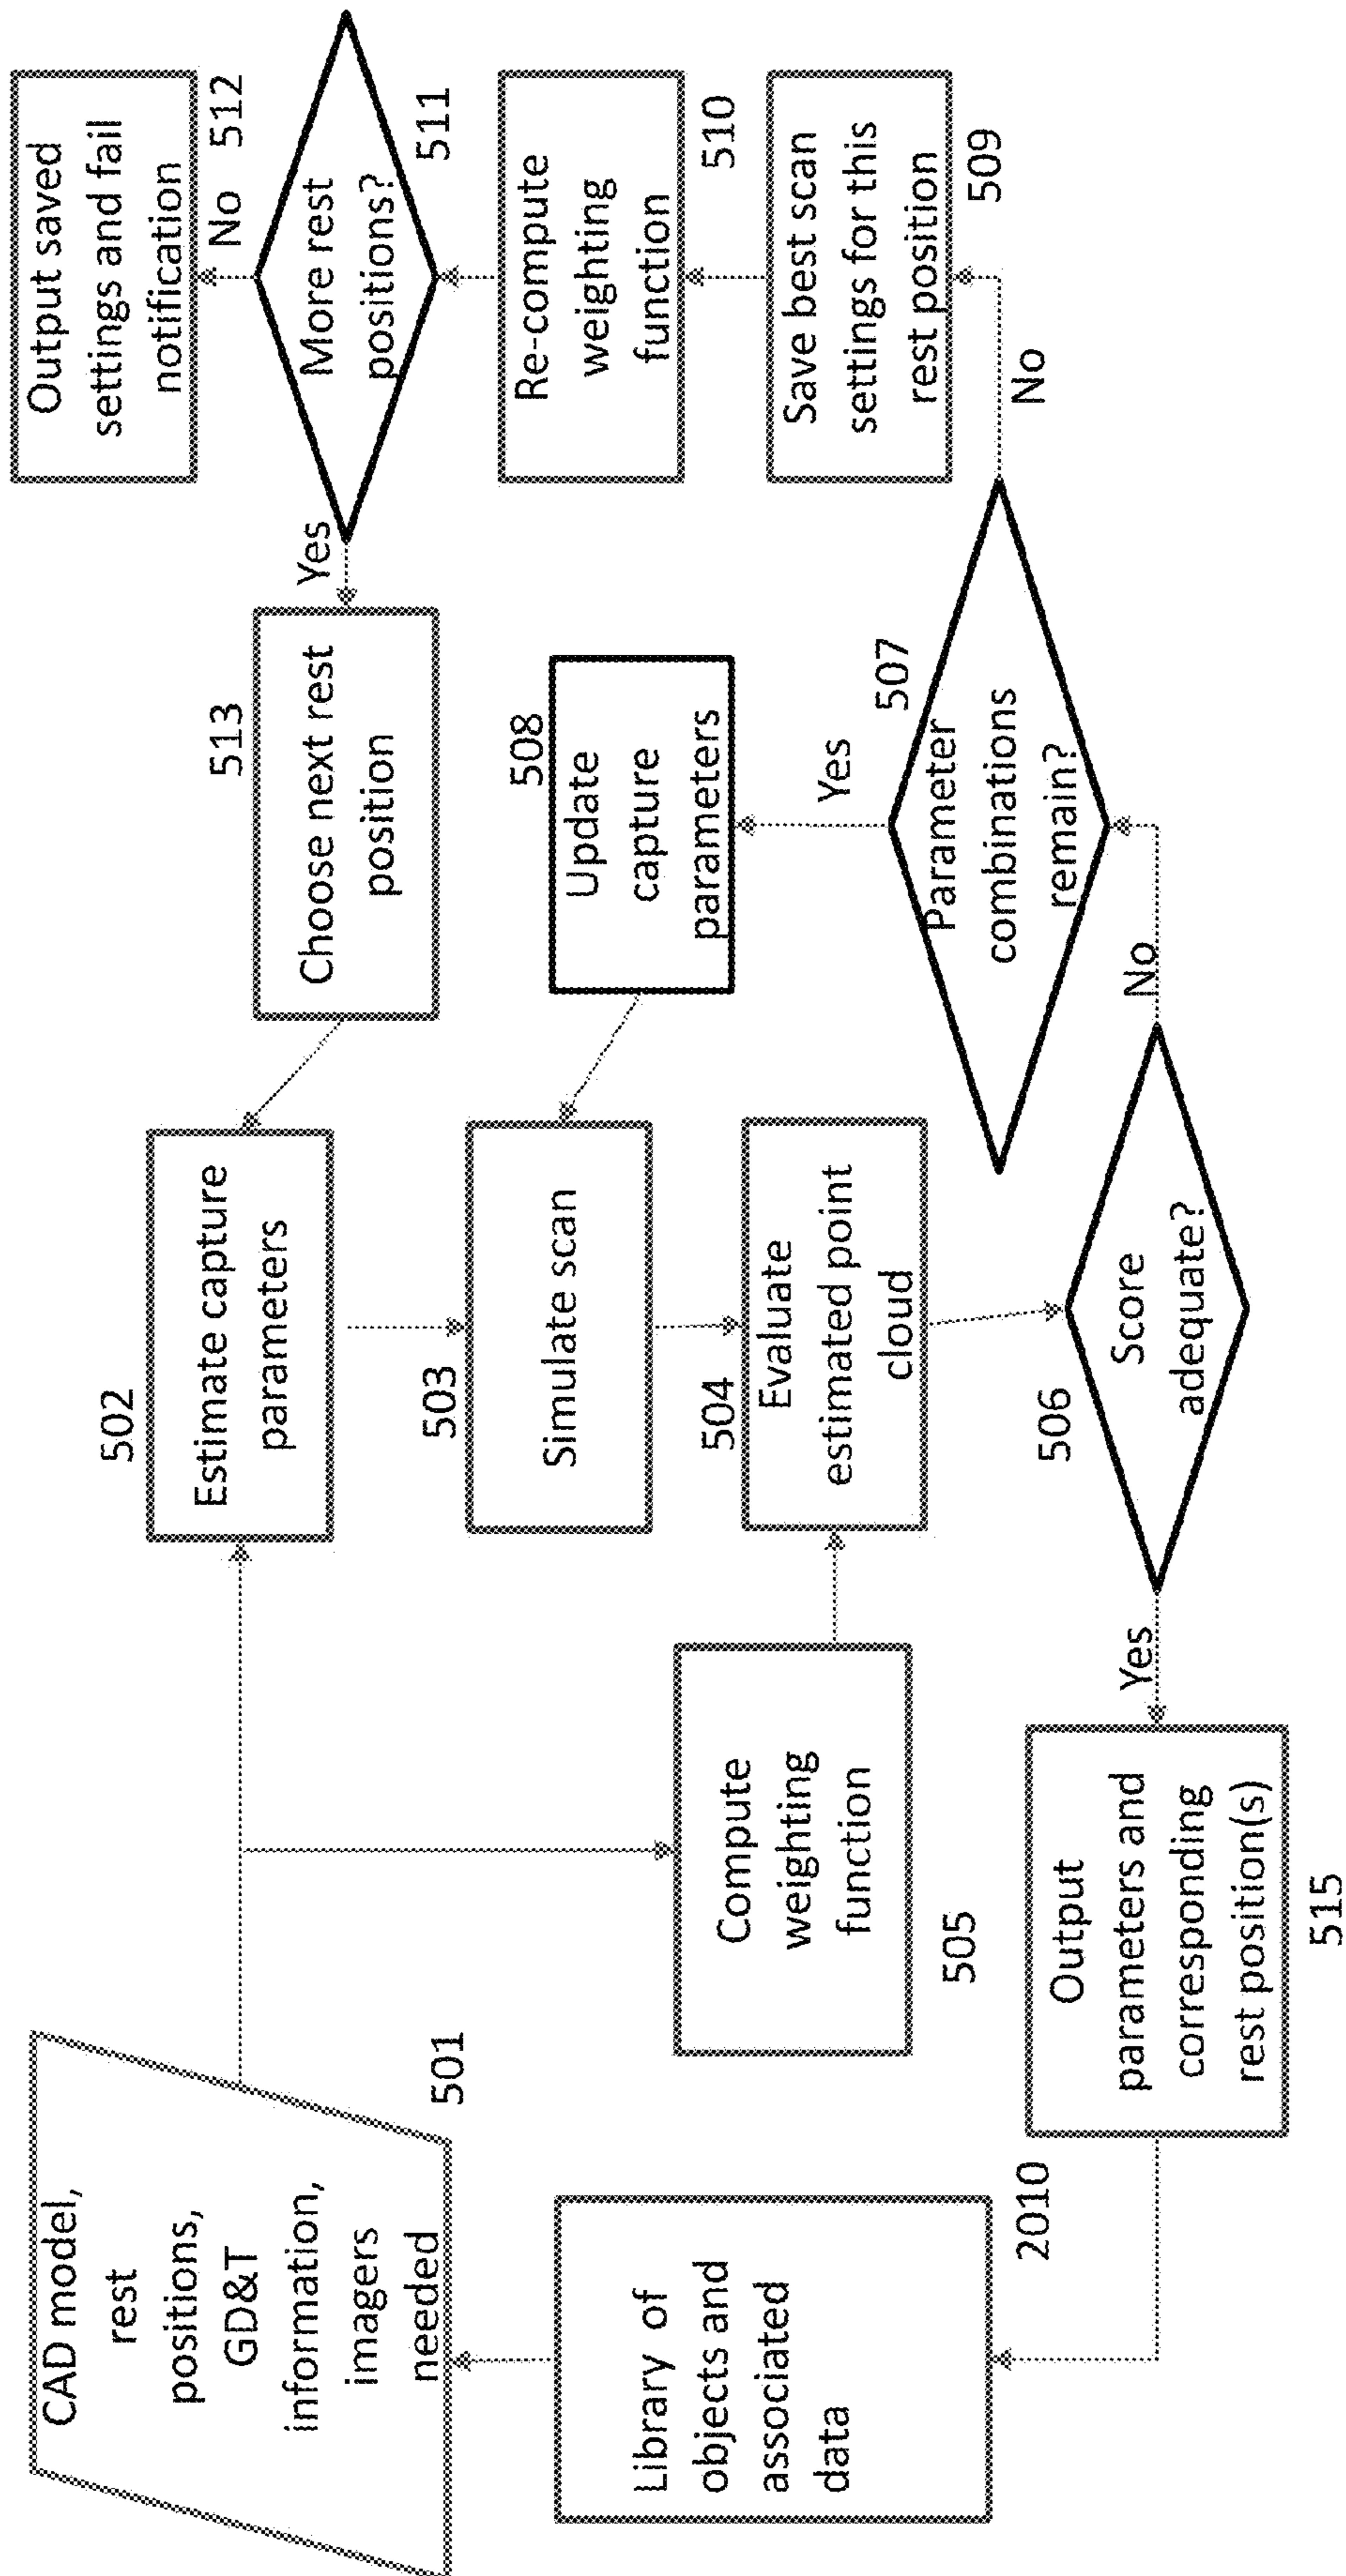 CAD model,
rest
positions,
GD&T
information,
imagers
needed
501
Library of
objects and
associated
data
2010
502
Estimate capture
parameters
503
Simulate scan
504
Evaluate
estimated point
cloud
Compute
weighting
function
505
506
Score
adequate?
Yes
Output
parameters and
corresponding
rest position(s)
515
No
507
Parameter
combinations
remain?
Yes
508
Update
capture
parameters
No
Save best scan
settings for this
rest position
509
Re-compute
weighting
function
510
More rest
positions?
511
No
Output saved
settings and fail
notification
512
Yes
513
Choose next rest
position